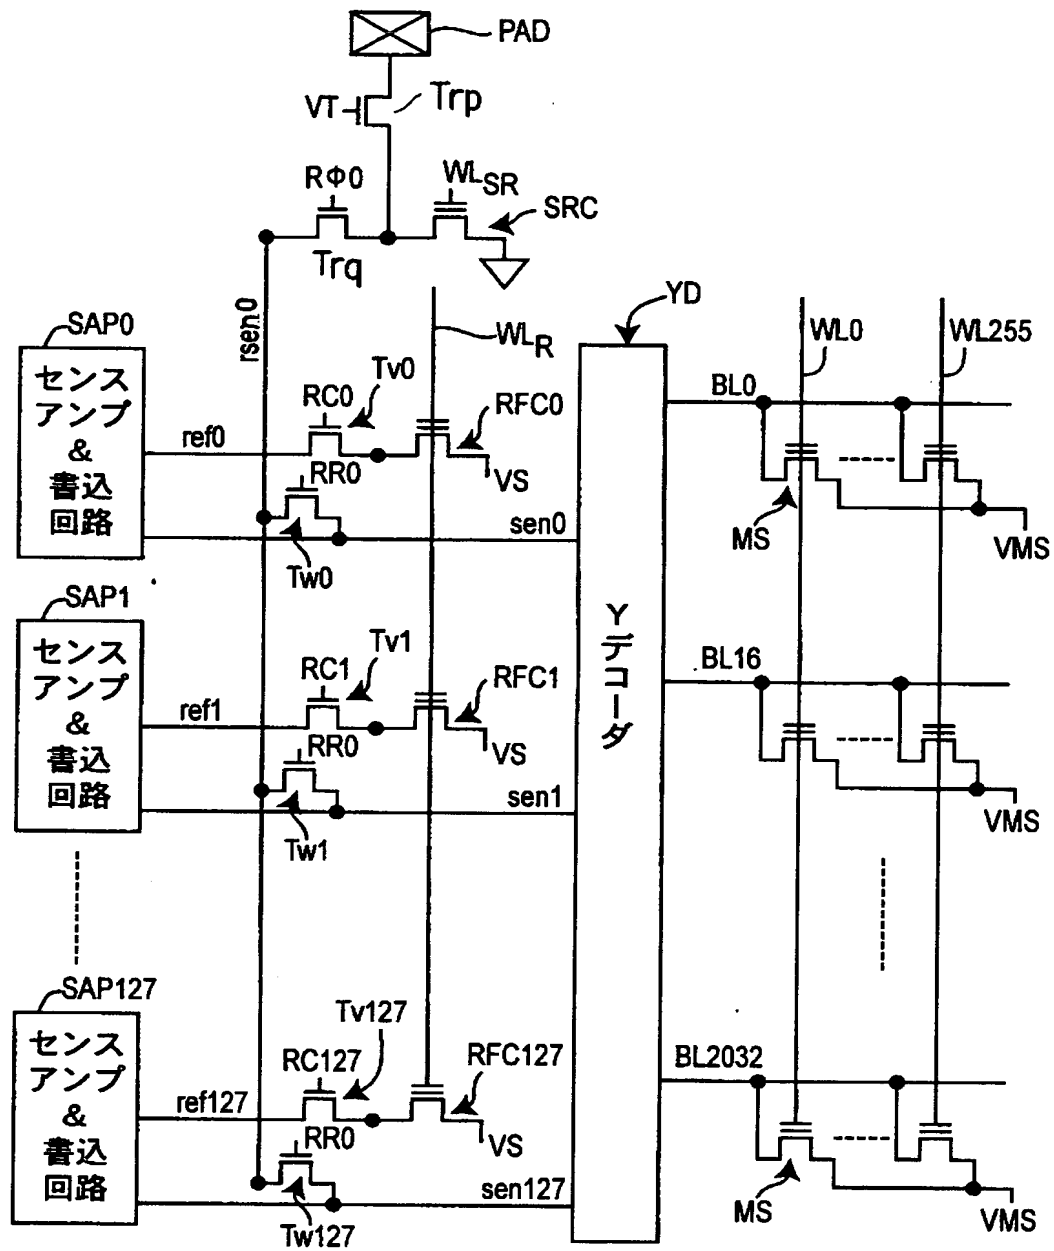 PAD
VT
Trp
RΦ0
WLSR
SRC
Trq
rsen0
YD
SAP0
WLR
WL0
WL255
センス
アンプ
&
書込
回路
Tv0
RC0
RFC0
BL0
ref0
RR0
VS
sen0
MS
VMS
Tw0
SAP1
センス
アンプ
&
書込
回路
Yデコーダ
Tv1
RC1
RFC1
BL16
ref1
RR0
VS
sen1
VMS
Tw1
SAP127
センス
アンプ
&
書込
回路
Tv127
RC127
RFC127
BL2032
ref127
RR0
VS
sen127
MS
VMS
Tw127